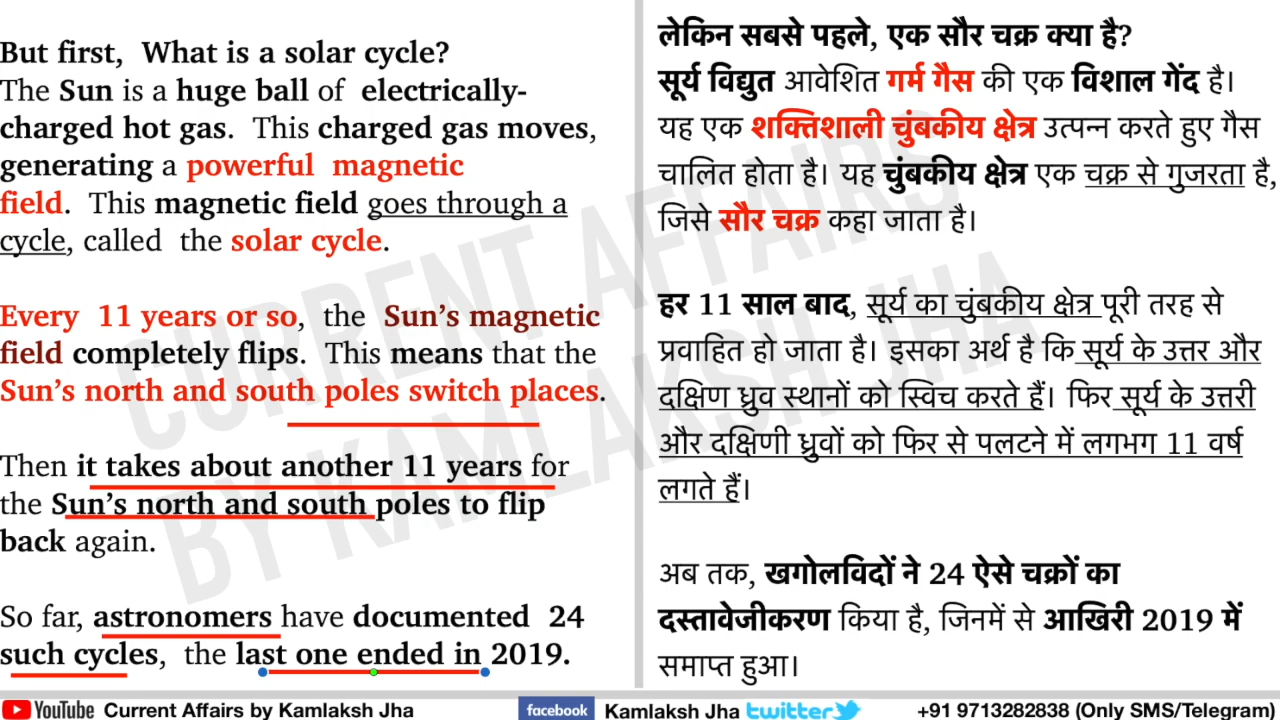 But first, What is a solar cycle?
The Sun is a huge ball of electrically-
charged hot gas. This charged gas moves,
generating a powerful magnetic
field. This magnetic field goes through a
cycle, called the solar cycle.
Every 11 years or so, the Sun's magnetic
field completely flips. This means that the
Sun's north and south poles switch places.
Then it takes about another 11 years for
the Sun's north and south poles to flip
back again.
So far, astronomers have documented 24
such cycles, the last one ended in 2019.
लेकिन सबसे पहले, एक सौर चक्र क्या है?
सूर्य विद्युत आवेशित गर्म गैस की एक विशाल गेंद है।
यह एक शक्तिशाली चुंबकीय क्षेत्र उत्पन्न करते हुए गैस
चालित होता है। यह चुंबकीय क्षेत्र एक चक्र से गुजरता है,
जिसे सौर चक्र कहा जाता है।
हर 11 साल बाद, सूर्य का चुंबकीय क्षेत्र पूरी तरह से
प्रवाहित हो जाता है। इसका अर्थ है कि सूर्य के उत्तर और
दक्षिण ध्रुव स्थानों को स्विच करते हैं। फिर सूर्य के उत्तरी
और दक्षिणी ध्रुवों को फिर से पलटने में लगभग 11 वर्ष
लगते हैं।
अब तक, खगोलविदों ने 24 ऐसे चक्रों का
दस्तावेजीकरण किया है, जिनमें से आखिरी 2019 में
समाप्त हुआ।
CURRENT AFFAIRS
BY KAMLAKSH JHA
YouTube Current Affairs by Kamlaksh Jha facebook Kamlaksh Jha twitter +91 9713282838 (Only SMS/Telegram)